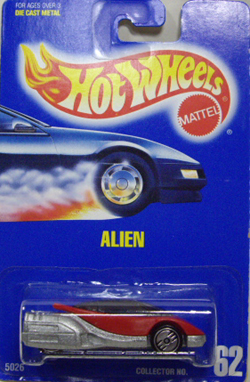 FOR AGES OVER 3
DIE CAST METAL
Hot Wheels
MATTEL
ALIEN
5026
COLLECTOR NO.
62